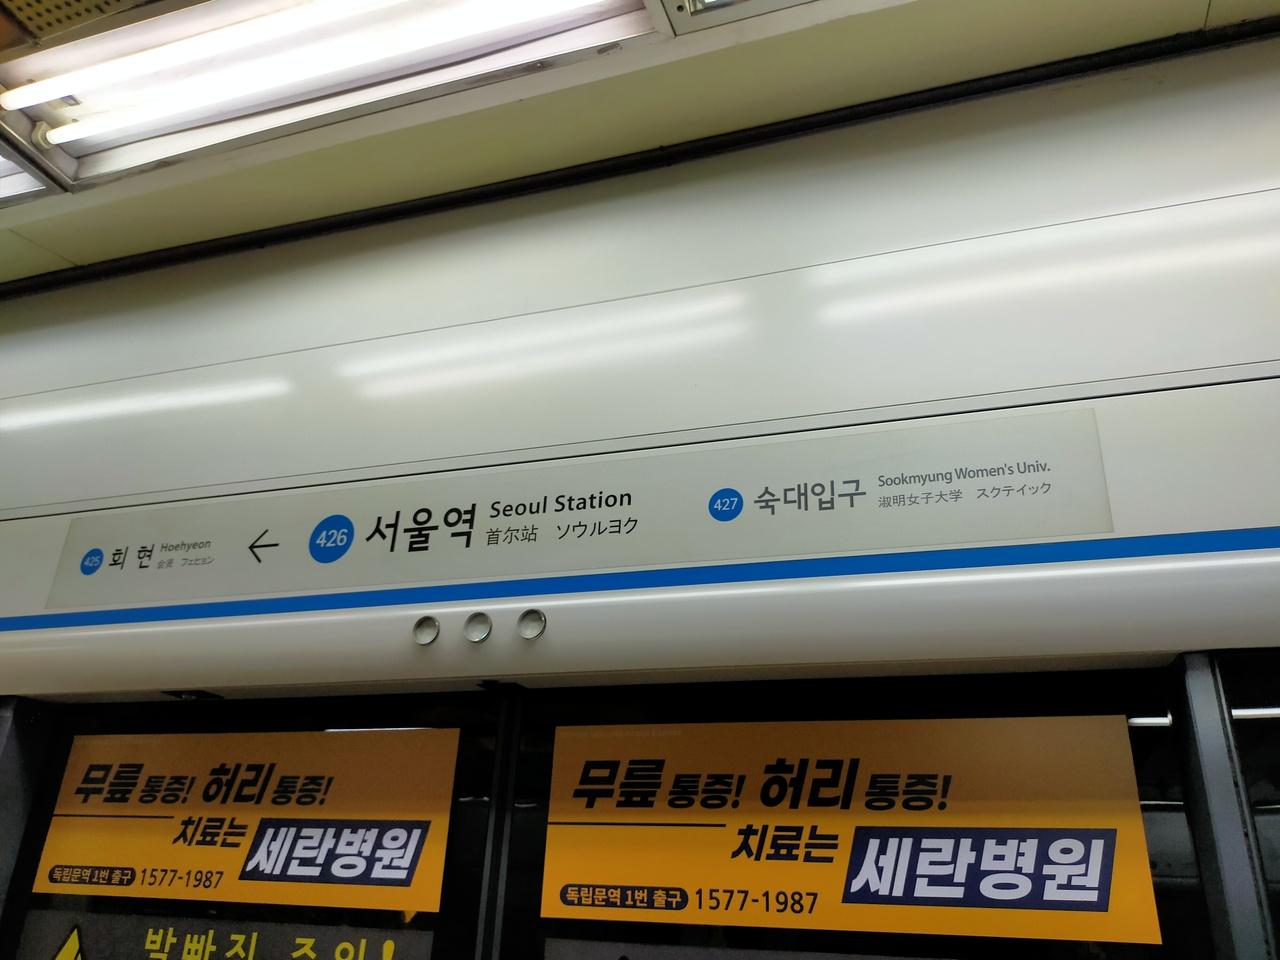 425 회현 Hoehyeon
会贤 フェヒョン
←
426 서울역 Seoul Station
首尔站 ソウルヨク
427 숙대입구 Sookmyung Women's Univ.
淑明女子大学 スクテイック
무릎 통증! 허리 통증!
치료는 세란병원
독립문역 1번 출구 1577-1987
무릎 통증! 허리 통증!
치료는 세란병원
독립문역 1번 출구 1577-1987
발빠짐 주의!